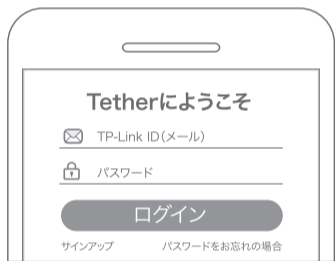 Tetherにようこそ
TP-Link ID（メール）
パスワード
ログイン
サインアップ パスワードをお忘れの場合